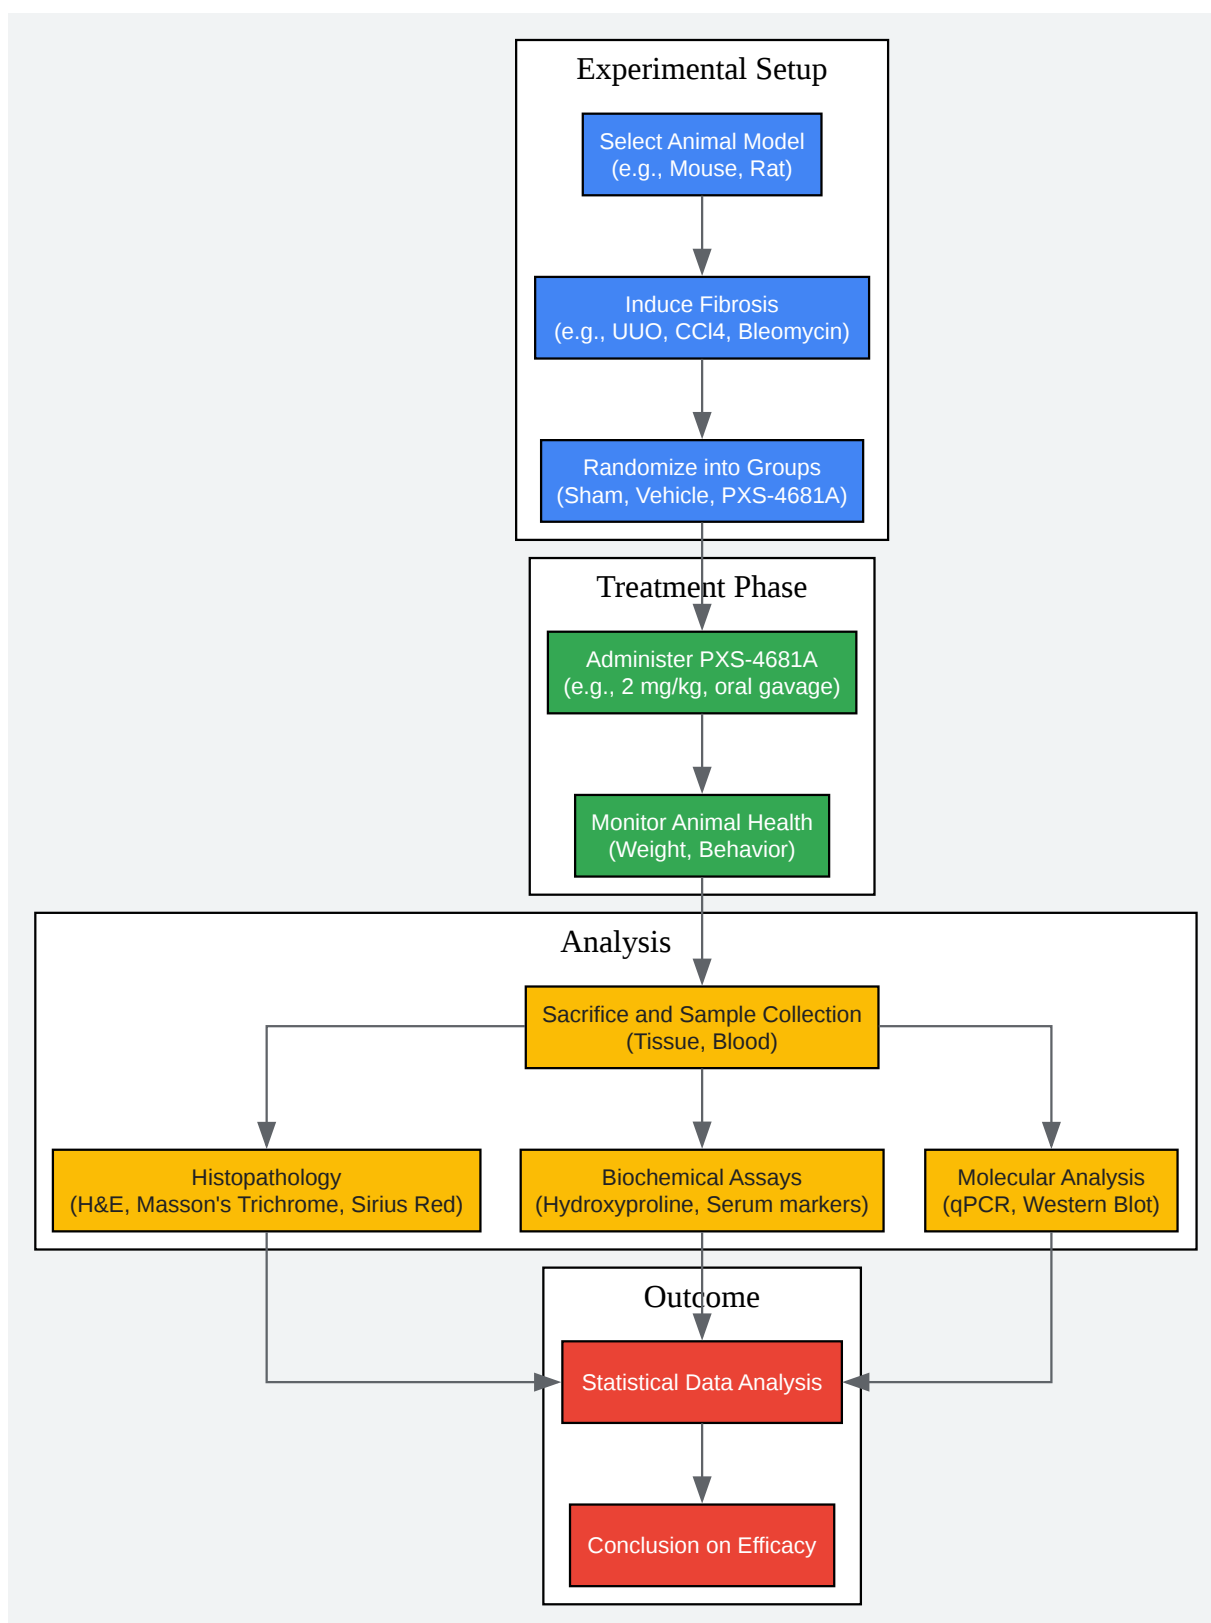 Experimental Setup
Select Animal Model
(e.g., Mouse, Rat)
Induce Fibrosis
(e.g., UUO, CCl4, Bleomycin)
Randomize into Groups
(Sham, Vehicle, PXS-4681A)
Treatment Phase
Administer PXS-4681A
(e.g., 2 mg/kg, oral gavage)
Monitor Animal Health
(Weight, Behavior)
Analysis
Sacrifice and Sample Collection
(Tissue, Blood)
Histopathology
(H&E, Masson's Trichrome, Sirius Red)
Biochemical Assays
(Hydroxyproline, Serum markers)
Molecular Analysis
(qPCR, Western Blot)
Outcome
Statistical Data Analysis
Conclusion on Efficacy